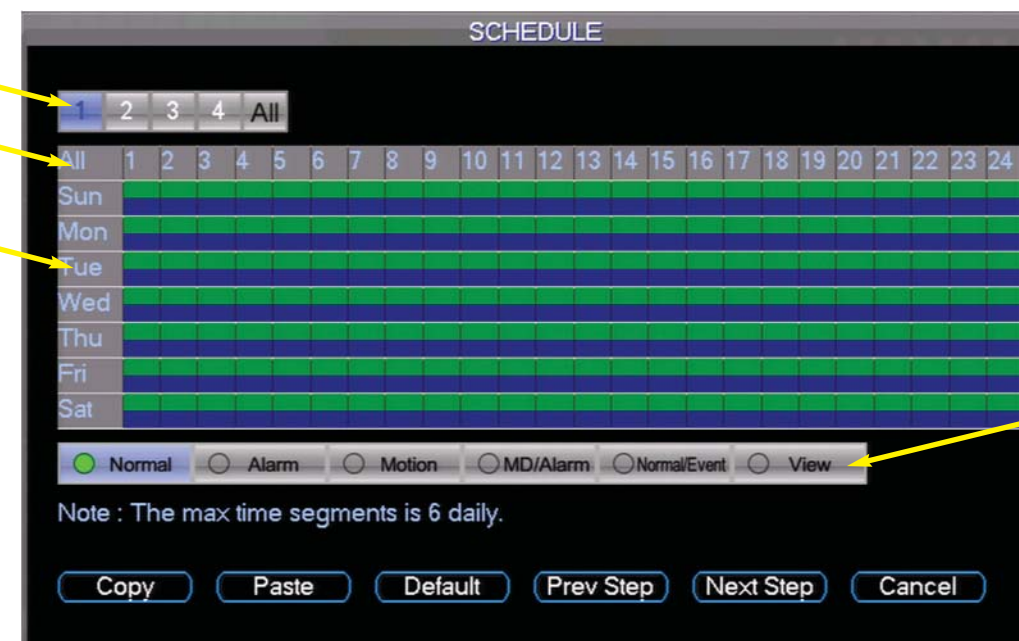 SCHEDULE
1 2 3 4 All
All 1 2 3 4 5 6 7 8 9 10 11 12 13 14 15 16 17 18 19 20 21 22 23 24
Sun
Mon
Tue
Wed
Thu
Fri
Sat
Normal Alarm Motion MD/Alarm Normal/Event View
Note : The max time segments is 6 daily.
Copy Paste Default Prev Step Next Step Cancel